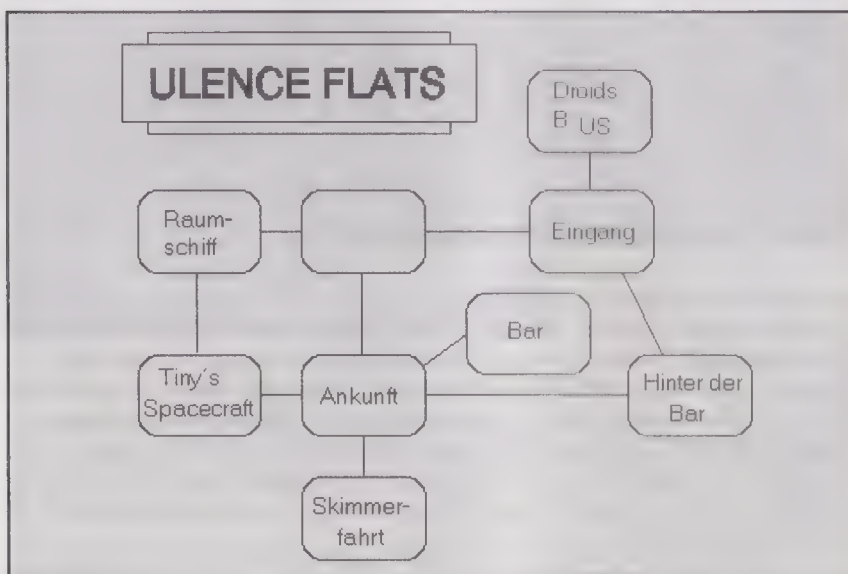 ULENCE FLATS
Droids
B US
Raum-
schiff
Eingang
Bar
Tiny's
Spacecraft
Ankunft
Hinter der
Bar
Skimmer-
fahrt